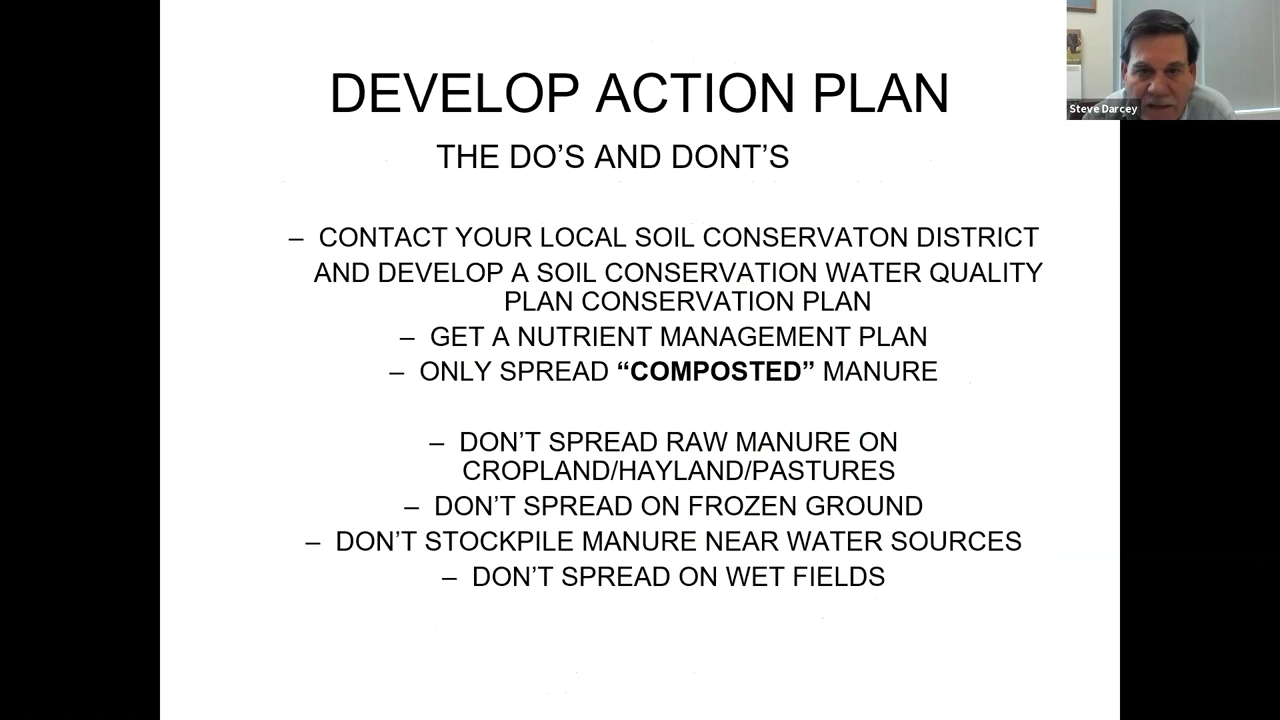 DEVELOP ACTION PLAN
THE DO’S AND DONT’S
– CONTACT YOUR LOCAL SOIL CONSERVATON DISTRICT
AND DEVELOP A SOIL CONSERVATION WATER QUALITY
PLAN CONSERVATION PLAN
– GET A NUTRIENT MANAGEMENT PLAN
– ONLY SPREAD “COMPOSTED” MANURE
– DON’T SPREAD RAW MANURE ON
CROPLAND/HAYLAND/PASTURES
– DON’T SPREAD ON FROZEN GROUND
– DON’T STOCKPILE MANURE NEAR WATER SOURCES
– DON’T SPREAD ON WET FIELDS
Steve Darcey